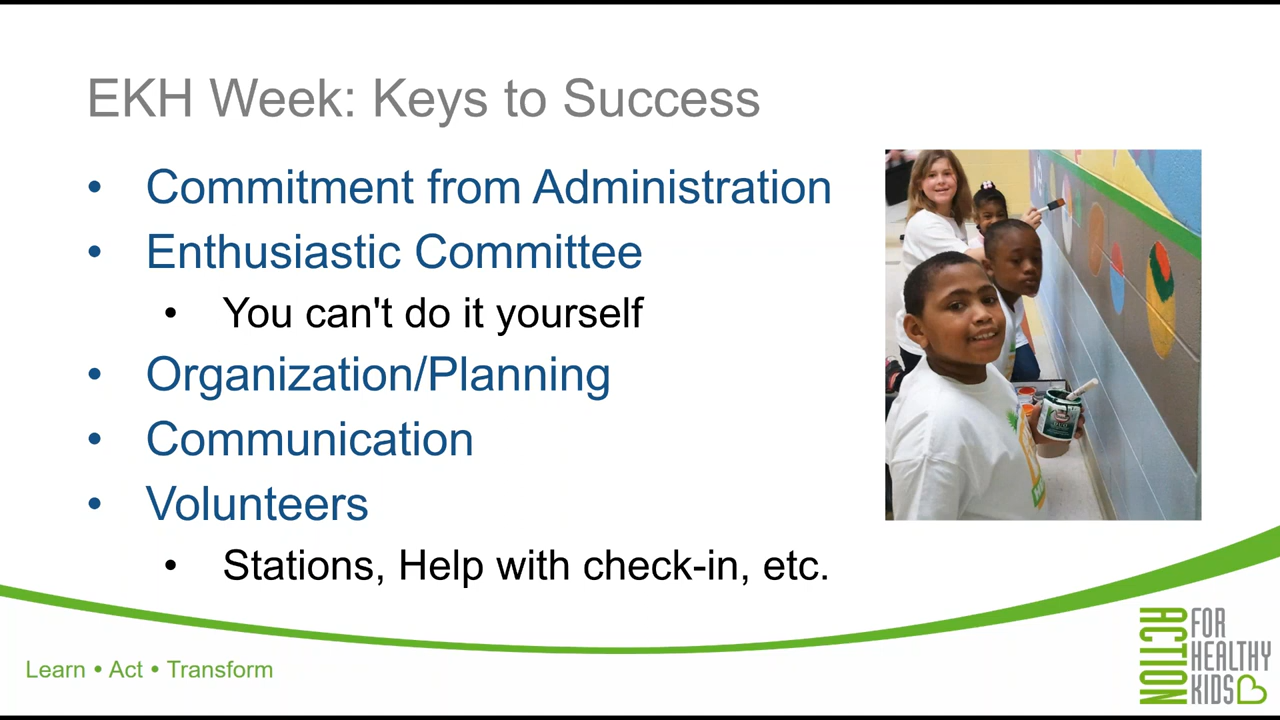 EKH Week: Keys to Success
• Commitment from Administration
• Enthusiastic Committee
• You can't do it yourself
• Organization/Planning
• Communication
• Volunteers
• Stations, Help with check-in, etc.
Learn • Act • Transform
ACTION
FOR
HEALTHY
KIDS